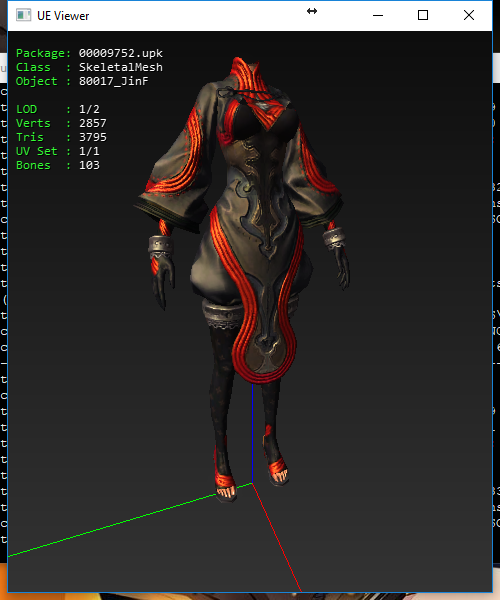 UE Viewer
Package: 00009752.upk
Class : SkeletalMesh
Object : 80017_JinF
LOD : 1/2
Verts : 2857
Tris : 3795
UV Set : 1/1
Bones : 103